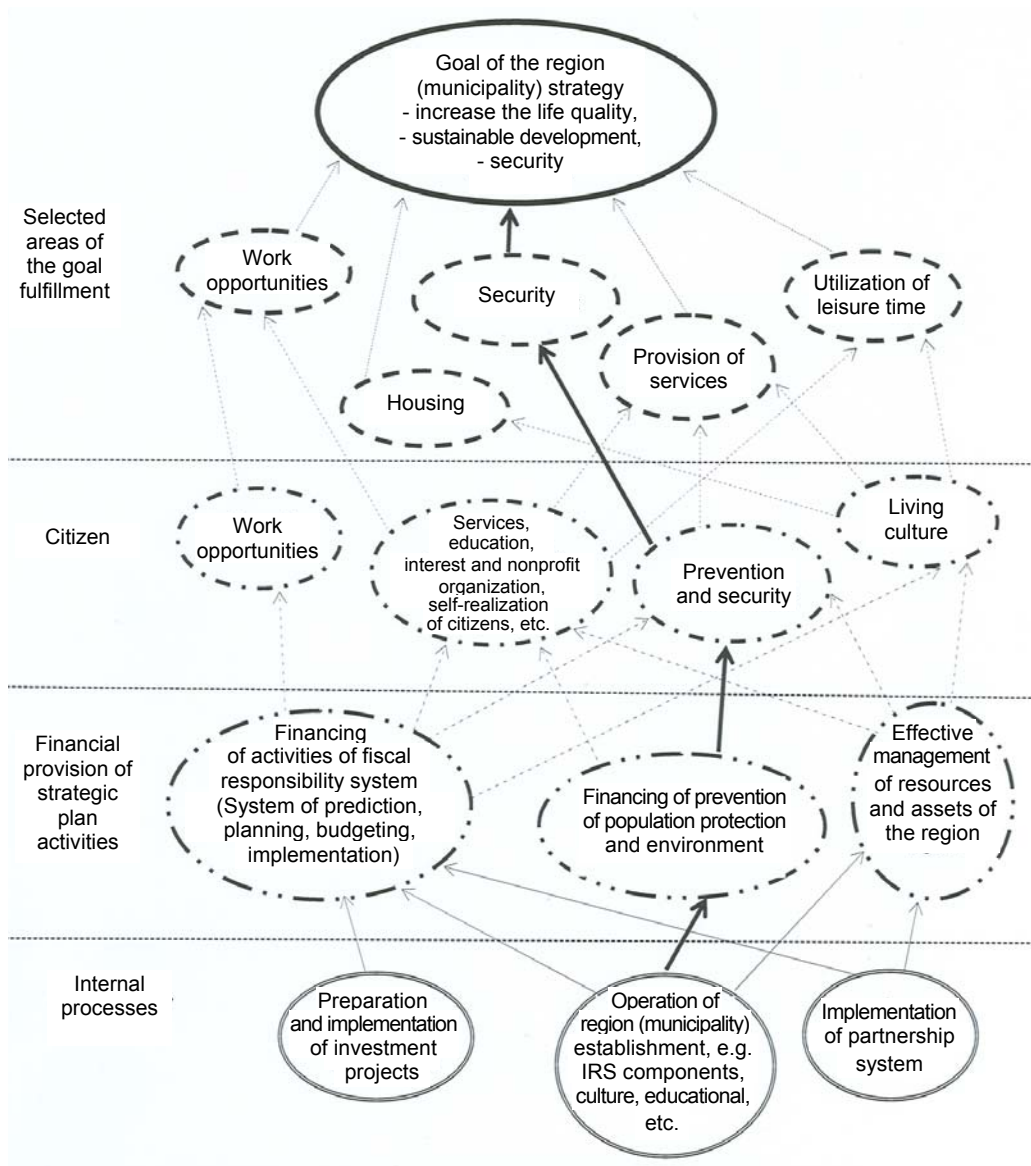 Goal of the region
(municipality) strategy
- increase the life quality,
- sustainable development,
- security
Selected
areas of
the goal
fulfillment
Work
opportunities
Security
Utilization of
leisure time
Provision of
services
Housing
Citizen
Work
opportunities
Services,
education,
interest and nonprofit
organization,
self-realization
of citizens, etc.
Prevention
and security
Living
culture
Financial
provision of
strategic
plan
activities
Financing
of activities of fiscal
responsibility system
(System of prediction,
planning, budgeting,
implementation)
Financing of prevention
of population protection
and environment
Effective
management
of resources
and assets of
the region
Internal
processes
Preparation
and implementation
of investment
projects
Operation of
region (municipality)
establishment, e.g.
IRS components,
culture, educational,
etc.
Implementation
of partnership
system